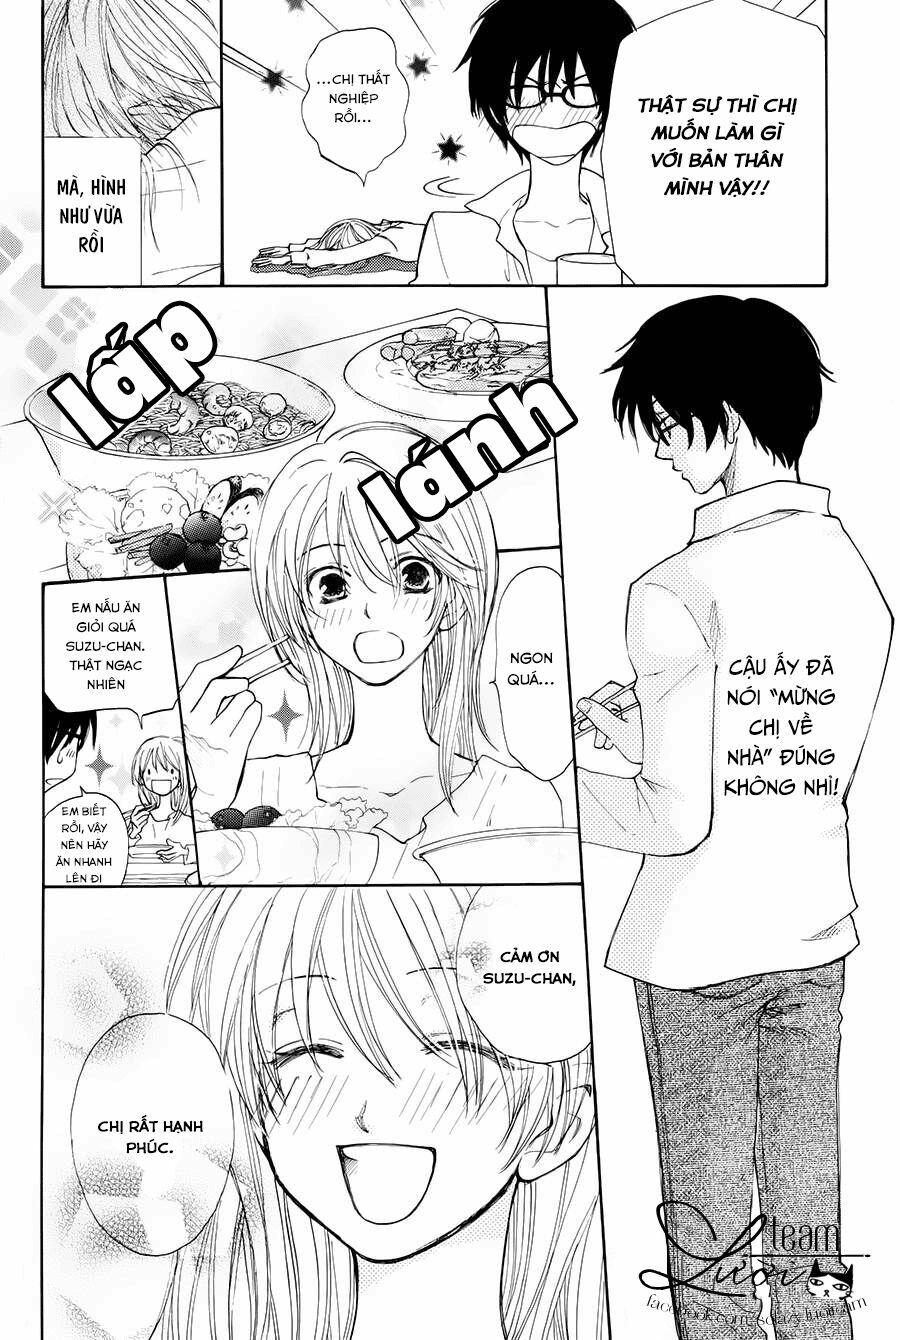 THẬT SỰ THÌ CHỊ
MUỐN LÀM GÌ
VỚI BẢN THÂN
MÌNH VẬY!!
...CHỊ THẤT
NGHIỆP
RỒI...
MÀ, HÌNH
NHƯ VỪA
RỒI
CẬU ẤY ĐÃ
NÓI "MỪNG
CHỊ VỀ
NHÀ" ĐÚNG
KHÔNG NHỈ!
lấp
lánh
NGON
QUÁ...
EM NẤU ĂN
GIỎI QUÁ
SUZU-CHAN.
THẬT NGẠC
NHIÊN
EM BIẾT
RỒI, VẬY
NÊN HÃY
ĂN NHANH
LÊN ĐI
CẢM ƠN
SUZU-CHAN,
CHỊ RẤT HẠNH
PHÚC.
team
Lười